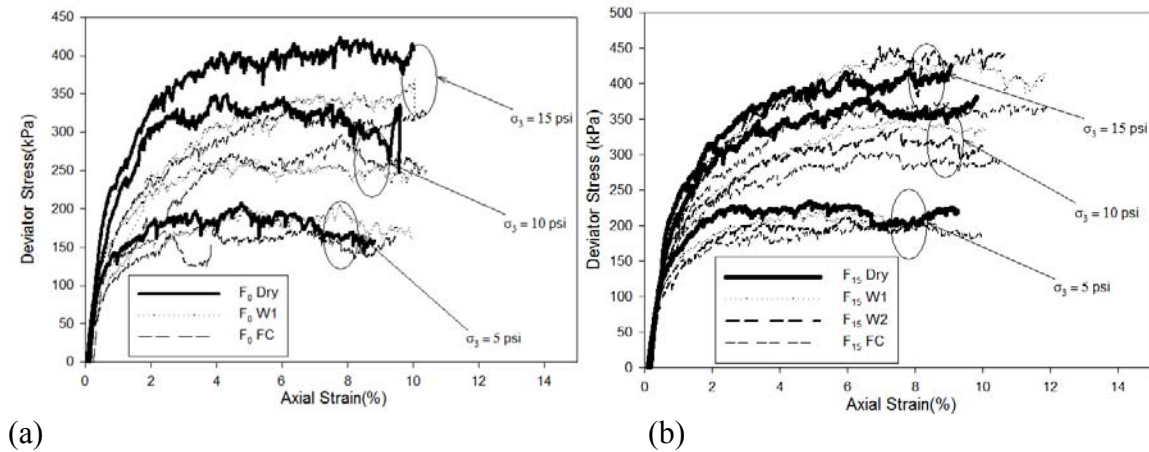 450
400
350
300
250
200
150
100
50
0
Deviator Stress(kPa)
0 2 4 6 8 10 12 14
Axial Strain(%)
σ3 = 15 psi
σ3 = 10 psi
σ3 = 5 psi
F0 Dry
F0 W1
F0 FC
(a)
500
450
400
350
300
250
200
150
100
50
0
Deviator Stress (kPa)
0 2 4 6 8 10 12 14
Axial Strain(%)
σ3 = 15 psi
σ3 = 10 psi
σ3 = 5 psi
F15 Dry
F15 W1
F15 W2
F15 FC
(b)